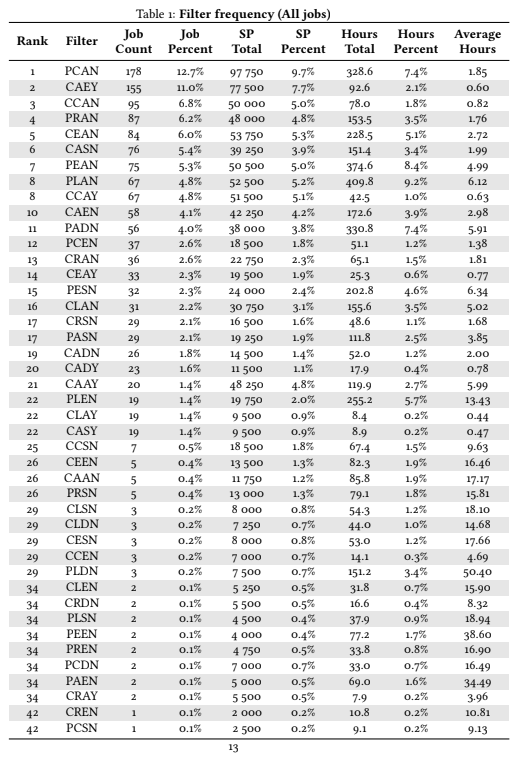 Table 1: Filter frequency (All jobs)
Rank Filter Job Count Job Percent SP Total SP Percent Hours Total Hours Percent Average Hours
1 PCAN 178 12.7% 97 750 9.7% 328.6 7.4% 1.85
2 CAEY 155 11.0% 77 500 7.7% 92.6 2.1% 0.60
3 CCAN 95 6.8% 50 000 5.0% 78.0 1.8% 0.82
4 PRAN 87 6.2% 48 000 4.8% 153.5 3.5% 1.76
5 CEAN 84 6.0% 53 750 5.3% 228.5 5.1% 2.72
6 CASN 76 5.4% 39 250 3.9% 151.4 3.4% 1.99
7 PEAN 75 5.3% 50 500 5.0% 374.6 8.4% 4.99
8 PLAN 67 4.8% 52 500 5.2% 409.8 9.2% 6.12
8 CCAY 67 4.8% 51 500 5.1% 42.5 1.0% 0.63
10 CAEN 58 4.1% 42 250 4.2% 172.6 3.9% 2.98
11 PADN 56 4.0% 38 000 3.8% 330.8 7.4% 5.91
12 PCEN 37 2.6% 18 500 1.8% 51.1 1.2% 1.38
13 CRAN 36 2.6% 22 750 2.3% 65.1 1.5% 1.81
14 CEAY 33 2.3% 19 500 1.9% 25.3 0.6% 0.77
15 PESN 32 2.3% 24 000 2.4% 202.8 4.6% 6.34
16 CLAN 31 2.2% 30 750 3.1% 155.6 3.5% 5.02
17 CRSN 29 2.1% 16 500 1.6% 48.6 1.1% 1.68
17 PASN 29 2.1% 19 250 1.9% 111.8 2.5% 3.85
19 CADN 26 1.8% 14 500 1.4% 52.0 1.2% 2.00
20 CADY 23 1.6% 11 500 1.1% 17.9 0.4% 0.78
21 CAAY 20 1.4% 48 250 4.8% 119.9 2.7% 5.99
22 PLEN 19 1.4% 19 750 2.0% 255.2 5.7% 13.43
22 CLAY 19 1.4% 9 500 0.9% 8.4 0.2% 0.44
22 CASY 19 1.4% 9 500 0.9% 8.9 0.2% 0.47
25 CCSN 7 0.5% 18 500 1.8% 67.4 1.5% 9.63
26 CEEN 5 0.4% 13 500 1.3% 82.3 1.9% 16.46
26 CAAN 5 0.4% 11 750 1.2% 85.8 1.9% 17.17
26 PRSN 5 0.4% 13 000 1.3% 79.1 1.8% 15.81
29 CLSN 3 0.2% 8 000 0.8% 54.3 1.2% 18.10
29 CLDN 3 0.2% 7 250 0.7% 44.0 1.0% 14.68
29 CESN 3 0.2% 8 000 0.8% 53.0 1.2% 17.66
29 CCEN 3 0.2% 7 000 0.7% 14.1 0.3% 4.69
29 PLDN 3 0.2% 7 500 0.7% 151.2 3.4% 50.40
34 CLEN 2 0.1% 5 250 0.5% 31.8 0.7% 15.90
34 CRDN 2 0.1% 5 500 0.5% 16.6 0.4% 8.32
34 PLSN 2 0.1% 4 500 0.4% 37.9 0.9% 18.94
34 PEEN 2 0.1% 4 000 0.4% 77.2 1.7% 38.60
34 PREN 2 0.1% 4 750 0.5% 33.8 0.8% 16.90
34 PCDN 2 0.1% 7 000 0.7% 33.0 0.7% 16.49
34 PAEN 2 0.1% 5 000 0.5% 69.0 1.6% 34.49
34 CRAY 2 0.1% 5 500 0.5% 7.9 0.2% 3.96
42 CREN 1 0.1% 2 000 0.2% 10.8 0.2% 10.81
42 PCSN 1 0.1% 2 500 0.2% 9.1 0.2% 9.13
13